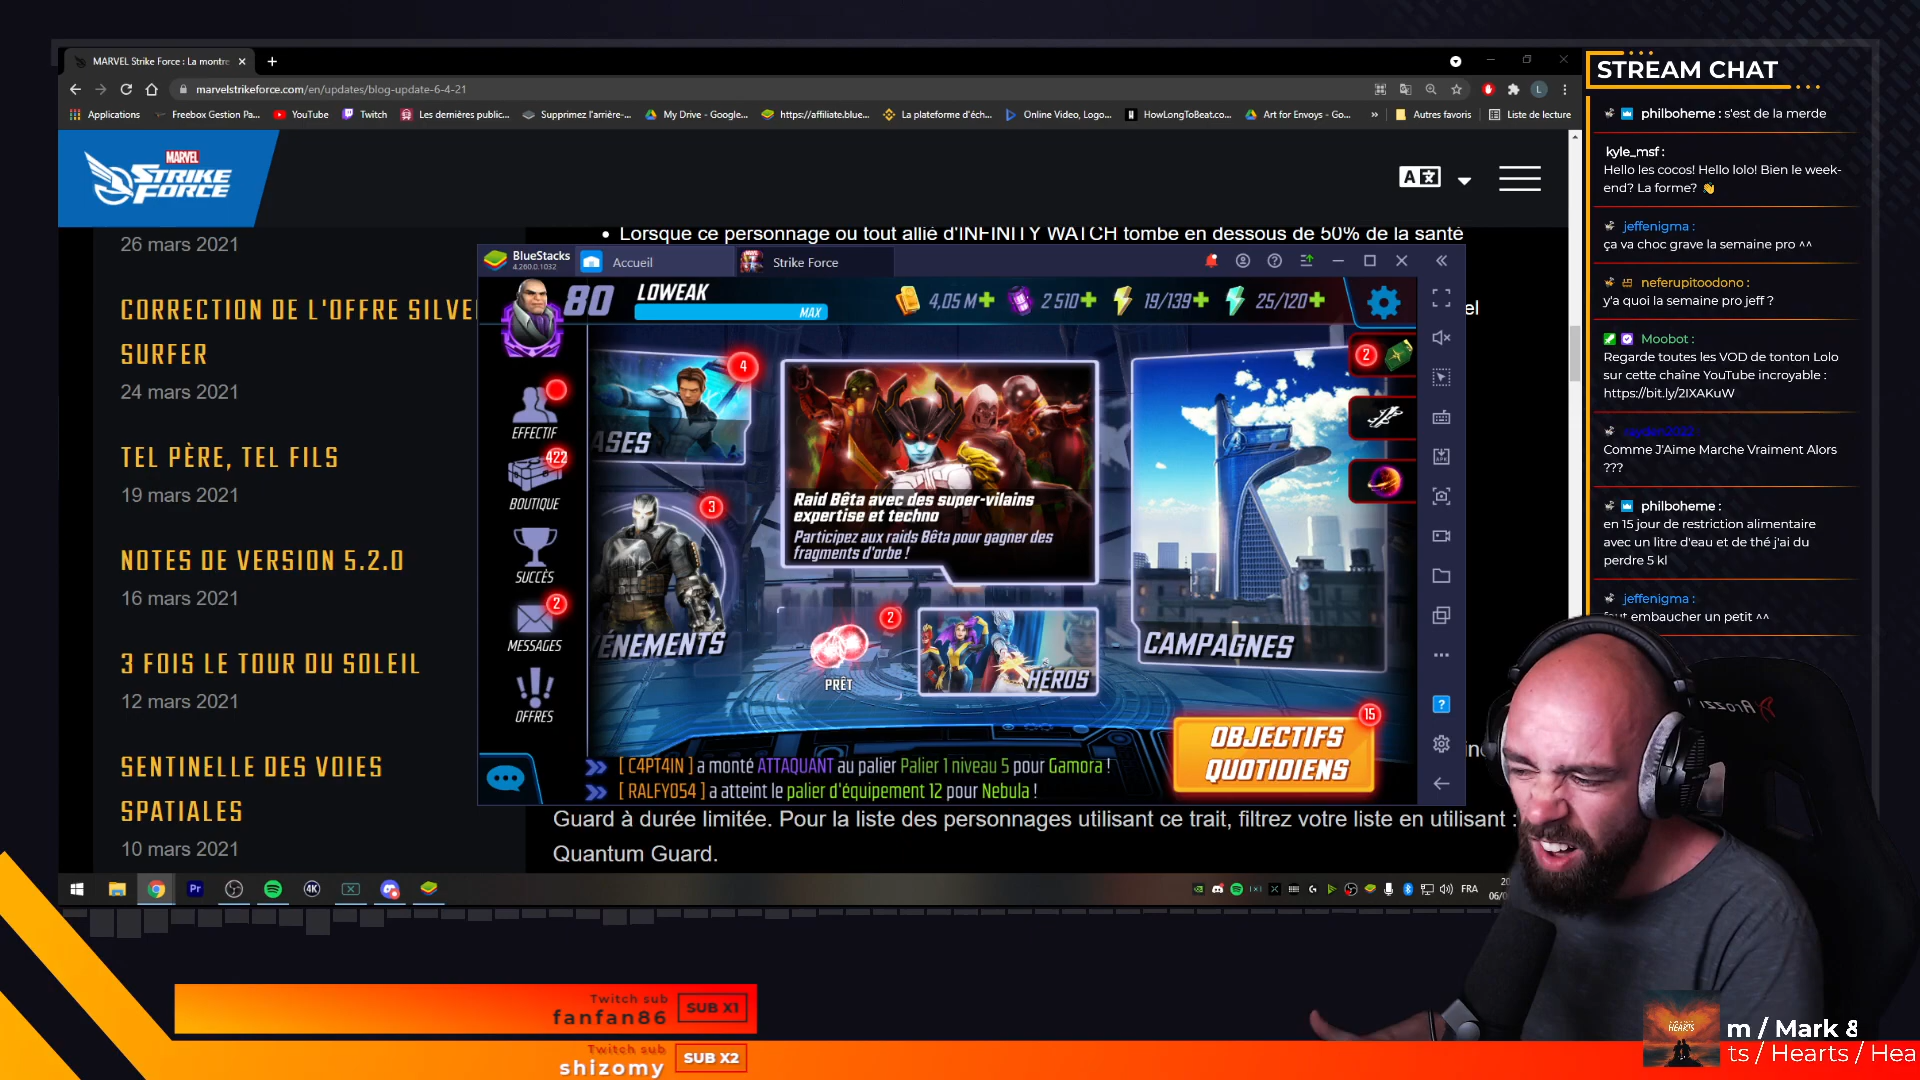 MARVEL Strike Force : La montre
marvelstrikeforce.com/en/updates/blog-update-6-4-21
Applications
Freebox Gestion Pa...
YouTube
Twitch
Les dernières public...
Supprimez l'arrière-...
My Drive - Google...
https://affiliate.blue...
La plateforme d'éch...
Online Video, Logo...
HowLongToBeat.co...
Art for Envoys - Go...
Autres favoris
Liste de lecture
MARVEL
STRIKE
FORCE
26 mars 2021
CORRECTION DE L'OFFRE SILVE
SURFER
24 mars 2021
TEL PÈRE, TEL FILS
19 mars 2021
NOTES DE VERSION 5.2.0
16 mars 2021
3 FOIS LE TOUR DU SOLEIL
12 mars 2021
SENTINELLE DES VOIES
SPATIALES
10 mars 2021
Lorsque ce personnage ou tout allié d'INFINITY WATCH tombe en dessous de 50% de la santé
el
BlueStacks
4.260.0.1032
Accueil
Strike Force
80
LOWEAK
MAX
4,05 M
2 510
19/139
25/120
EFFECTIF
422
BOUTIQUE
SUCCÈS
2
MESSAGES
OFFRES
4
ASES
3
ÉNEMENTS
Raid Bêta avec des super-vilains
expertise et techno
Participez aux raids Bêta pour gagner des
fragments d'orbe !
2
PRÊT
HÉROS
CAMPAGNES
2
15
OBJECTIFS
QUOTIDIENS
[ C4PT4IN ] a monté ATTAQUANT au palier Palier 1 niveau 5 pour Gamora !
[ RALFY054 ] a atteint le palier d'équipement 12 pour Nebula !
Guard à durée limitée. Pour la liste des personnages utilisant ce trait, filtrez votre liste en utilisant :
Quantum Guard.
Pr
4K
FRA
STREAM CHAT
philboheme : s'est de la merde
kyle_msf :
Hello les cocos! Hello lolo! Bien le week-
end? La forme?
jeffenigma :
ça va choc grave la semaine pro ^^
neferupitoodono :
y'a quoi la semaine pro jeff ?
Moobot :
Regarde toutes les VOD de tonton Lolo
sur cette chaîne YouTube incroyable :
https://bit.ly/2IXAKuW
Comme J'Aime Marche Vraiment Alors
???
philboheme :
en 15 jour de restriction alimentaire
avec un litre d'eau et de thé j'ai du
perdre 5 kl
jeffenigma :
embaucher un petit ^^
Arozzi
Twitch sub
fanfan86
SUB X1
Twitch sub
shizomy
SUB X2
HEARTS
m / Mark &
ts / Hearts / Hea